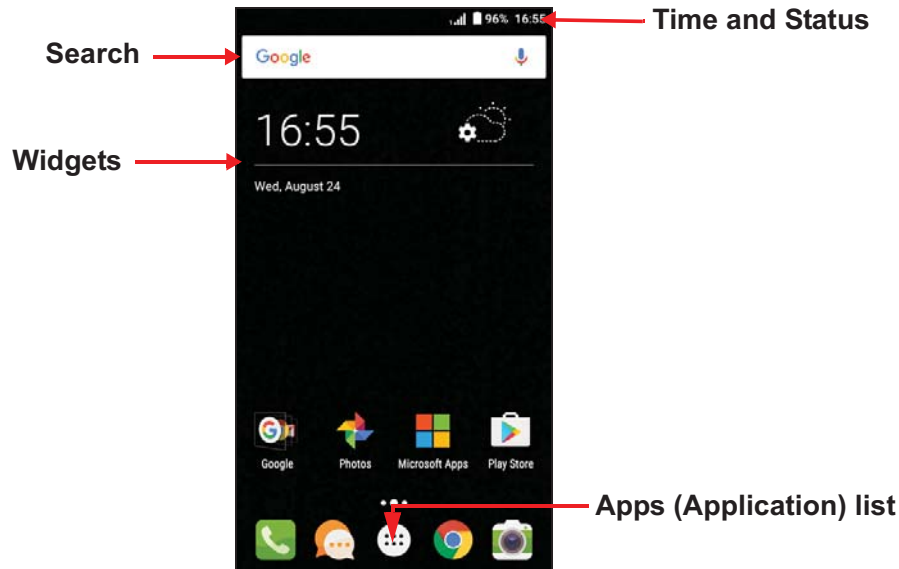 96% 16:55
Time and Status
Search
Google
16:55
Widgets
Wed, August 24
Google
Photos
Microsoft Apps
Play Store
Apps (Application) list